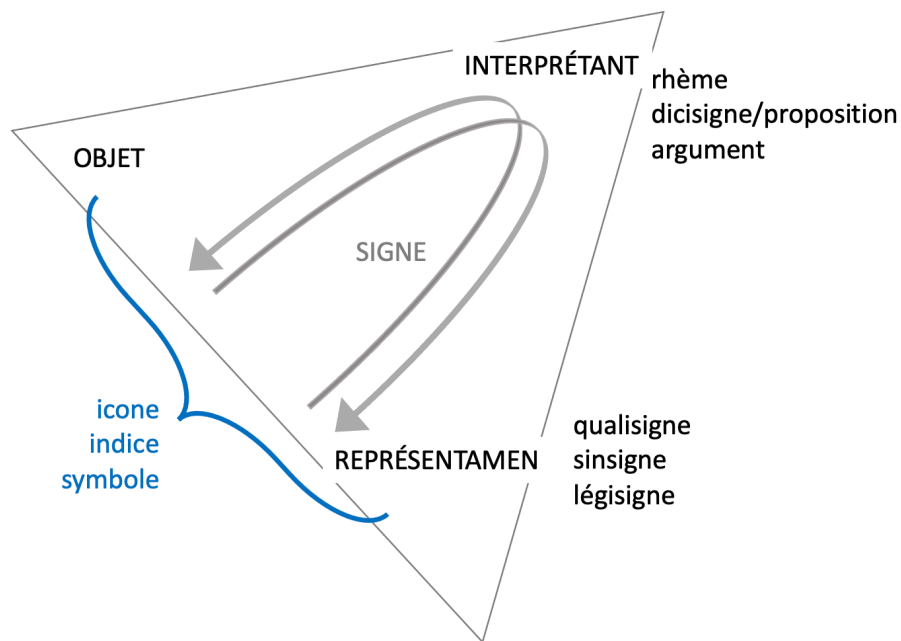 INTERPRÉTANT
rhème
dicisigne/proposition
argument
OBJET
SIGNE
icone
indice
symbole
REPRÉSENTAMEN
qualisigne
sinsigne
légisigne